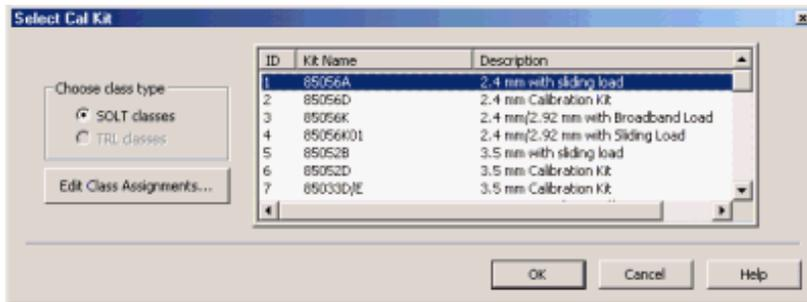 Select Cal Kit
Choose class type
SOLT classes
TRL classes
Edit Class Assignments...
ID Kit Name Description
1 85056A 2.4 mm with sliding load
2 85056D 2.4 mm Calibration Kit
3 85056K 2.4 mm/2.92 mm with Broadband Load
4 85056K01 2.4 mm/2.92 mm with Sliding Load
5 85052B 3.5 mm with sliding load
6 85052D 3.5 mm Calibration Kit
7 85033D/E 3.5 mm Calibration Kit
OK Cancel Help